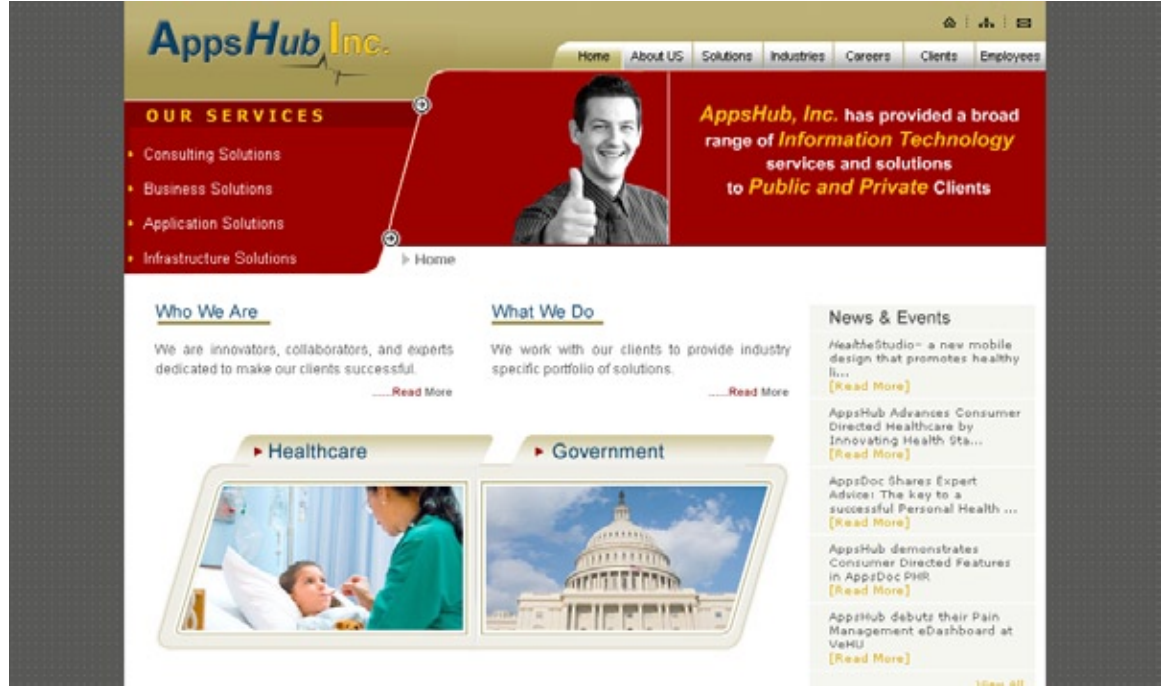 AppsHub Inc.
Home
About US
Solutions
Industries
Careers
Clients
Employees
OUR SERVICES
Consulting Solutions
Business Solutions
Application Solutions
Infrastructure Solutions
AppsHub, Inc. has provided a broad
range of Information Technology
services and solutions
to Public and Private Clients
Home
Who We Are
We are innovators, collaborators, and experts
dedicated to make our clients successful.
......Read More
What We Do
We work with our clients to provide industry
specific portfolio of solutions.
......Read More
Healthcare
Government
News & Events
HealtheStudio- a new mobile
design that promotes healthy
li...
[Read More]
AppsHub Advances Consumer
Directed Healthcare by
Innovating Health Sta...
[Read More]
AppsDoc Shares Expert
Advice: The key to a
successful Personal Health ...
[Read More]
AppsHub demonstrates
Consumer Directed Features
in AppsDoc PHR
[Read More]
AppsHub debuts their Pain
Management eDashboard at
VeHU
[Read More]
View All